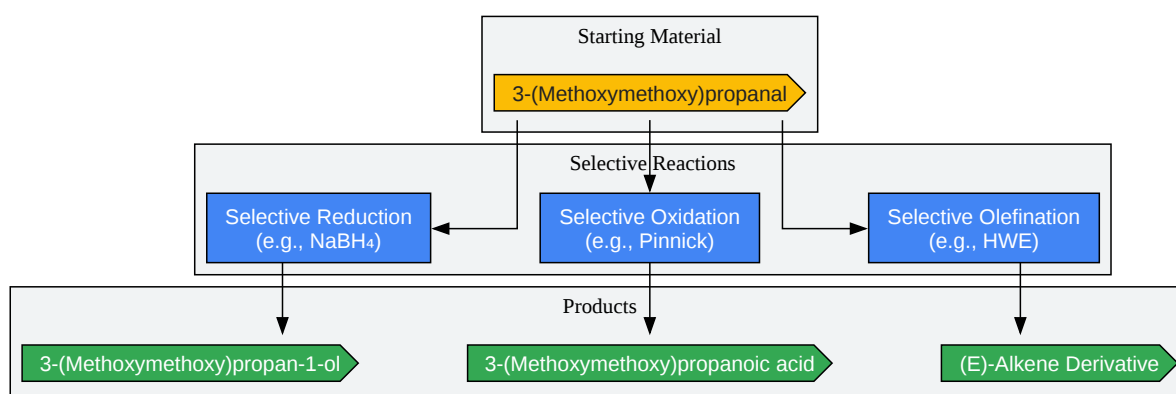 Starting Material
3-(Methoxymethoxy)propanal
Selective Reactions
Selective Reduction
(e.g., NaBH₄)
Selective Oxidation
(e.g., Pinnick)
Selective Olefination
(e.g., HWE)
Products
3-(Methoxymethoxy)propan-1-ol
3-(Methoxymethoxy)propanoic acid
(E)-Alkene Derivative